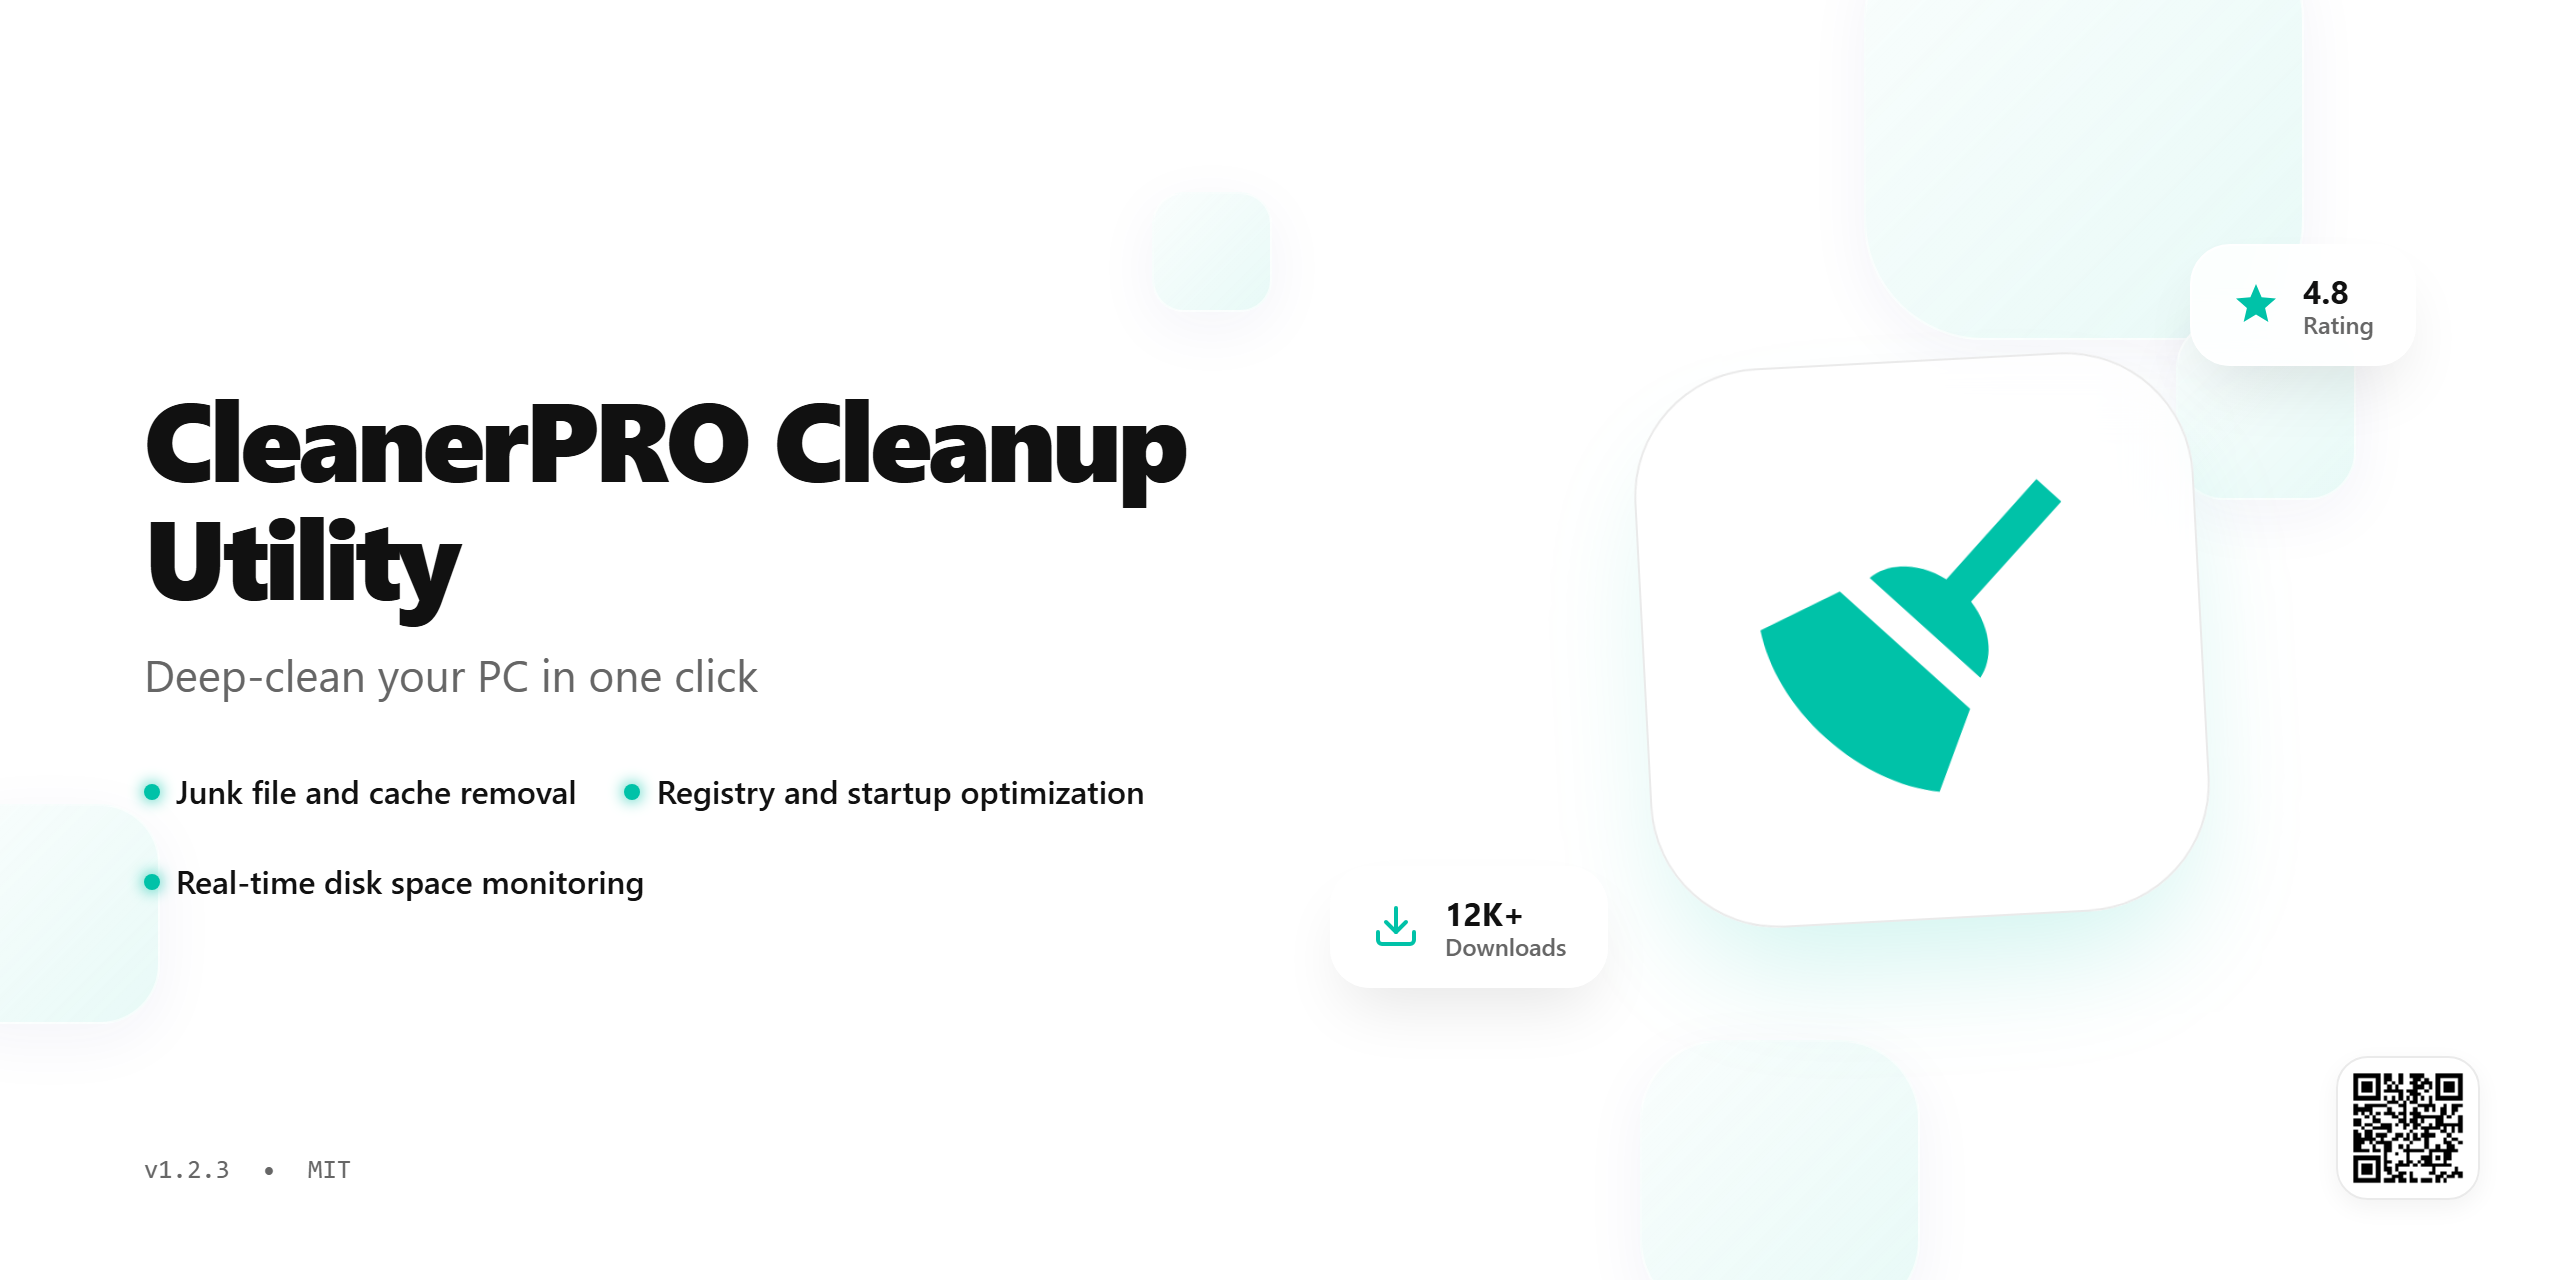 CleanerPRO Cleanup
Utility
Deep-clean your PC in one click
Junk file and cache removal
Registry and startup optimization
Real-time disk space monitoring
4.8
Rating
12K+
Downloads
v1.2.3 • MIT